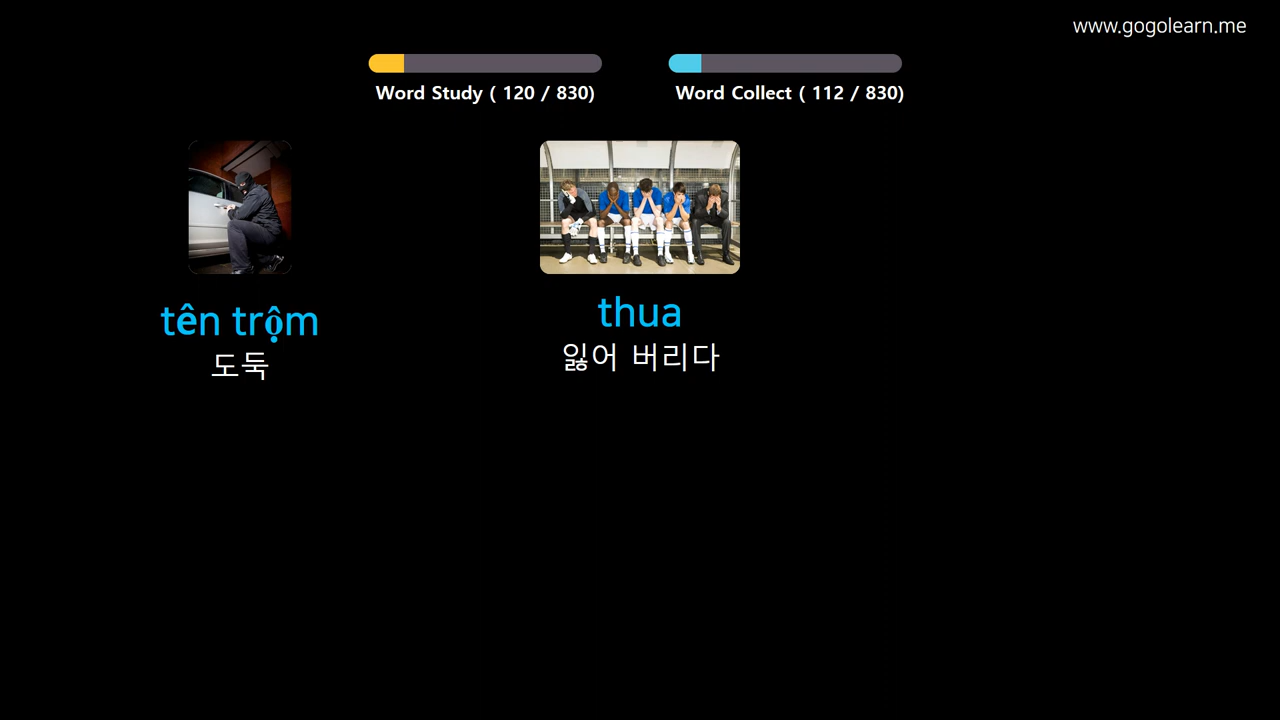 www.gogolearn.me
Word Study ( 120 / 830)
Word Collect ( 112 / 830)
tên trộm
도둑
thua
잃어 버리다